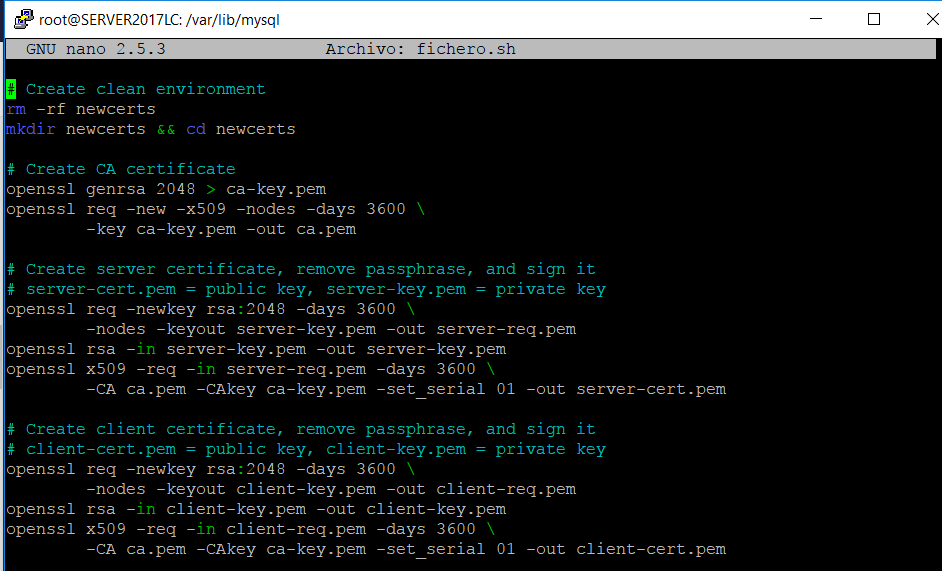 root@SERVER2017LC: /var/lib/mysql
GNU nano 2.5.3 Archivo: fichero.sh
# Create clean environment
rm -rf newcerts
mkdir newcerts && cd newcerts
# Create CA certificate
openssl genrsa 2048 > ca-key.pem
openssl req -new -x509 -nodes -days 3600 \
-key ca-key.pem -out ca.pem
# Create server certificate, remove passphrase, and sign it
# server-cert.pem = public key, server-key.pem = private key
openssl req -newkey rsa:2048 -days 3600 \
-nodes -keyout server-key.pem -out server-req.pem
openssl rsa -in server-key.pem -out server-key.pem
openssl x509 -req -in server-req.pem -days 3600 \
-CA ca.pem -CAkey ca-key.pem -set_serial 01 -out server-cert.pem
# Create client certificate, remove passphrase, and sign it
# client-cert.pem = public key, client-key.pem = private key
openssl req -newkey rsa:2048 -days 3600 \
-nodes -keyout client-key.pem -out client-req.pem
openssl rsa -in client-key.pem -out client-key.pem
openssl x509 -req -in client-req.pem -days 3600 \
-CA ca.pem -CAkey ca-key.pem -set_serial 01 -out client-cert.pem